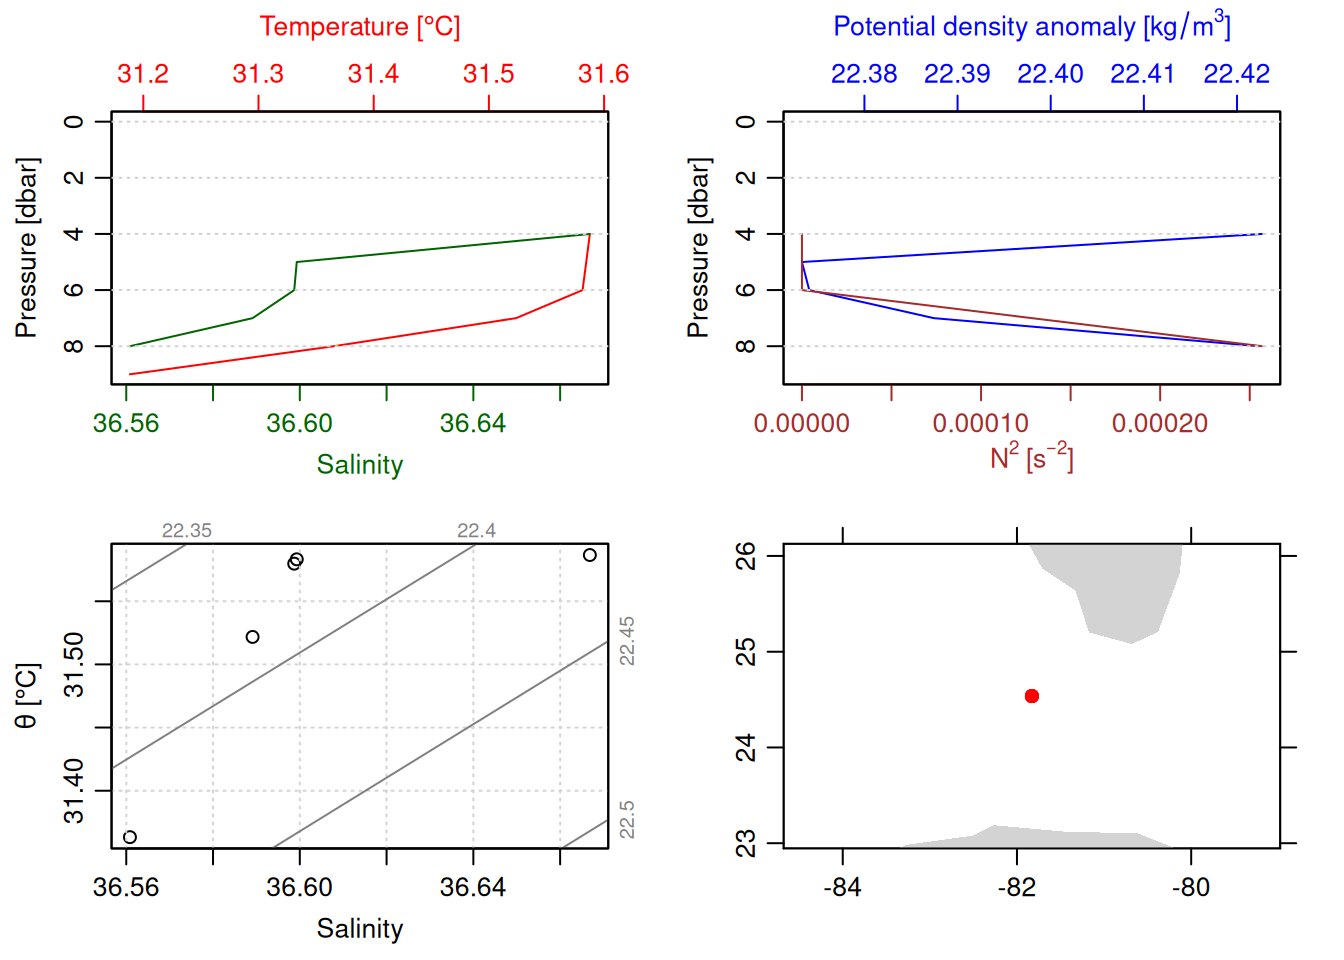 Temperature [°C]
31.2 31.3 31.4 31.5 31.6
Pressure [dbar]
0
2
4
6
8
36.56 36.60 36.64
Salinity
Potential density anomaly [kg/m³]
22.38 22.39 22.40 22.41 22.42
Pressure [dbar]
0
2
4
6
8
0.00000 0.00010 0.00020
N² [s⁻²]
22.35 22.4
22.45
22.5
θ [°C]
31.50
31.40
36.56 36.60 36.64
Salinity
26
25
24
23
-84 -82 -80